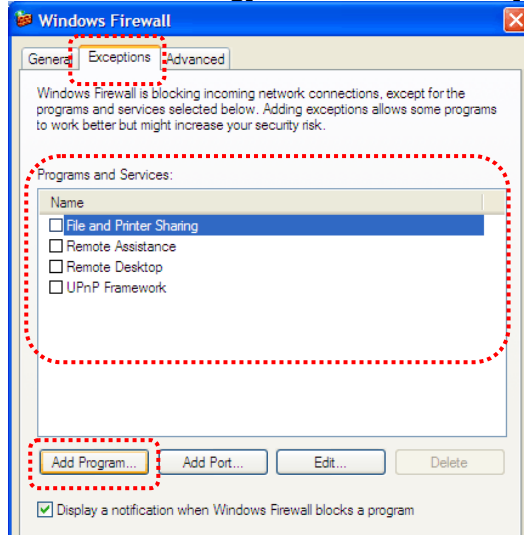 Windows Firewall
General Exceptions Advanced
Windows Firewall is blocking incoming network connections, except for the
programs and services selected below. Adding exceptions allows some programs
to work better but might increase your security risk.
Programs and Services:
Name
File and Printer Sharing
Remote Assistance
Remote Desktop
UPnP Framework
Add Program... Add Port... Edit... Delete
Display a notification when Windows Firewall blocks a program